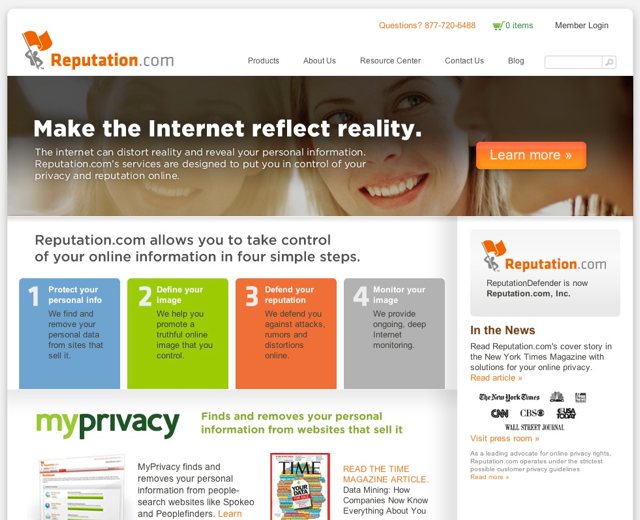 Questions? 877-720-6488
0 items
Member Login
Reputation.com
Products
About Us
Resource Center
Contact Us
Blog
Make the Internet reflect reality.
The internet can distort reality and reveal your personal information.
Reputation.com's services are designed to put you in control of your
privacy and reputation online.
Learn more »
Reputation.com allows you to take control
of your online information in four simple steps.
1 Protect your
personal info
We find and
remove your
personal data
from sites that
sell it.
2 Define your
image
We help you
promote a
truthful online
image that you
control.
3 Defend your
reputation
We defend you
against attacks,
rumors and
distortions
online.
4 Monitor your
image
We provide
ongoing, deep
Internet
monitoring.
Reputation.com
ReputationDefender is now
Reputation.com, Inc.
In the News
Read Reputation.com's cover story in
the New York Times Magazine with
solutions for your online privacy.
Read article »
The New York Times
CNBC
CNN
CBS
USA TODAY
WALL STREET JOURNAL
Visit press room »
As a leading advocate for online privacy rights,
Reputation.com operates under the strictest
possible customer privacy guidelines
Read more »
myprivacy
Finds and removes your personal
information from websites that sell it
MyPrivacy finds and
removes your personal
information from people-
search websites like Spokeo
and Peoplefinders. Learn
TIME
YOUR
DATA
FOR
READ THE TIME
MAGAZINE ARTICLE.
Data Mining: How
Companies Now Know
Everything About You